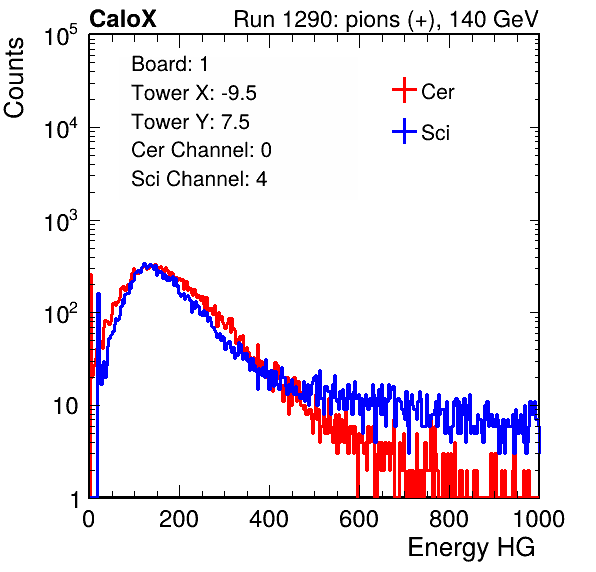 CaloX Run 1290: pions (+), 140 GeV
Counts
10^5
10^4
10^3
10^2
10
1
Board: 1
Tower X: -9.5
Tower Y: 7.5
Cer Channel: 0
Sci Channel: 4
Cer
Sci
0 200 400 600 800 1000
Energy HG